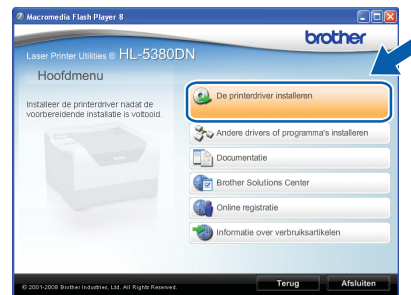 Macromedia Flash Player 8
brother
Laser Printer Utilities © HL-5380DN
Hoofdmenu
Installeer de printerdriver nadat de
voorbereidende installatie is voltooid.
De printerdriver installeren
Andere drivers of programma's installeren
Documentatie
Brother Solutions Center
Online registratie
Informatie over verbruiksartikelen
© 2001-2008 Brother Industries, Ltd. All Rights Reserved.
Terug
Afsluiten